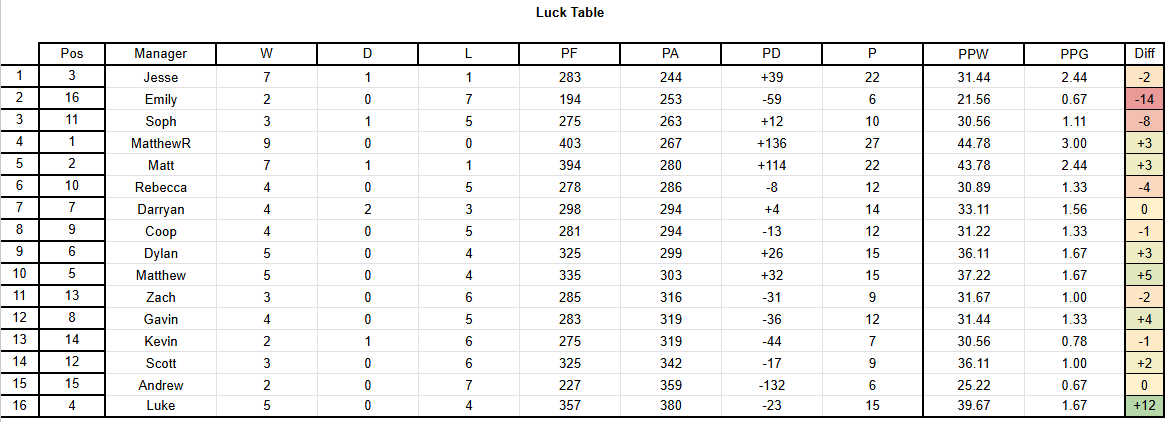 Luck Table
Pos Manager W D L PF PA PD P PPW PPG Diff
1 3 Jesse 7 1 1 283 244 +39 22 31.44 2.44 -2
2 16 Emily 2 0 7 194 253 -59 6 21.56 0.67 -14
3 11 Soph 3 1 5 275 263 +12 10 30.56 1.11 -8
4 1 MatthewR 9 0 0 403 267 +136 27 44.78 3.00 +3
5 2 Matt 7 1 1 394 280 +114 22 43.78 2.44 +3
6 10 Rebecca 4 0 5 278 286 -8 12 30.89 1.33 -4
7 7 Darryan 4 2 3 298 294 +4 14 33.11 1.56 0
8 9 Coop 4 0 5 281 294 -13 12 31.22 1.33 -1
9 6 Dylan 5 0 4 325 299 +26 15 36.11 1.67 +3
10 5 Matthew 5 0 4 335 303 +32 15 37.22 1.67 +5
11 13 Zach 3 0 6 285 316 -31 9 31.67 1.00 -2
12 8 Gavin 4 0 5 283 319 -36 12 31.44 1.33 +4
13 14 Kevin 2 1 6 275 319 -44 7 30.56 0.78 -1
14 12 Scott 3 0 6 325 342 -17 9 36.11 1.00 +2
15 15 Andrew 2 0 7 227 359 -132 6 25.22 0.67 0
16 4 Luke 5 0 4 357 380 -23 15 39.67 1.67 +12